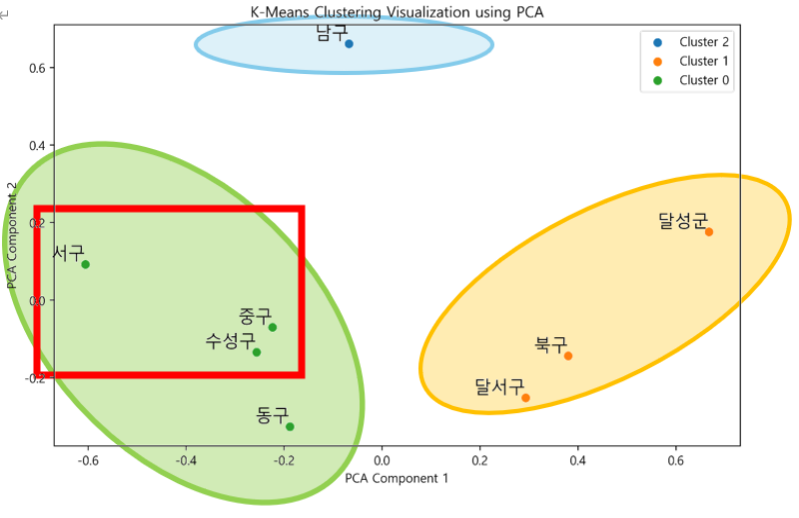 K-Means Clustering Visualization using PCA
↵
남구
Cluster 2
Cluster 1
Cluster 0
0.6
0.4
0.2
0.0
-0.2
PCA Component 2
달성군
서구
중구
수성구
북구
달서구
동구
-0.6
-0.4
-0.2
0.0
0.2
0.4
0.6
PCA Component 1